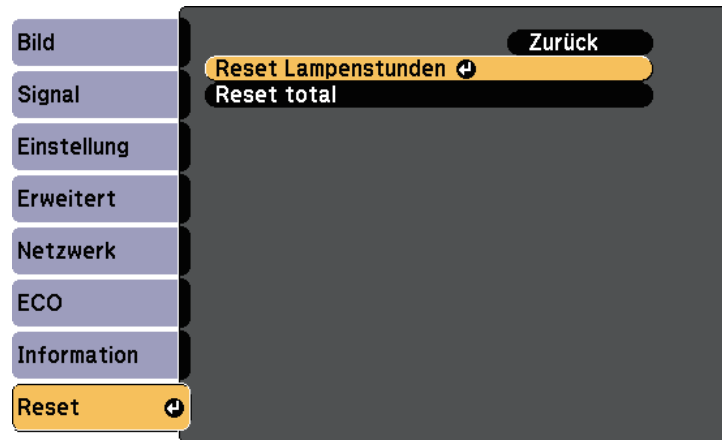 Bild
Signal
Einstellung
Erweitert
Netzwerk
ECO
Information
Reset
Zurück
Reset Lampenstunden
Reset total